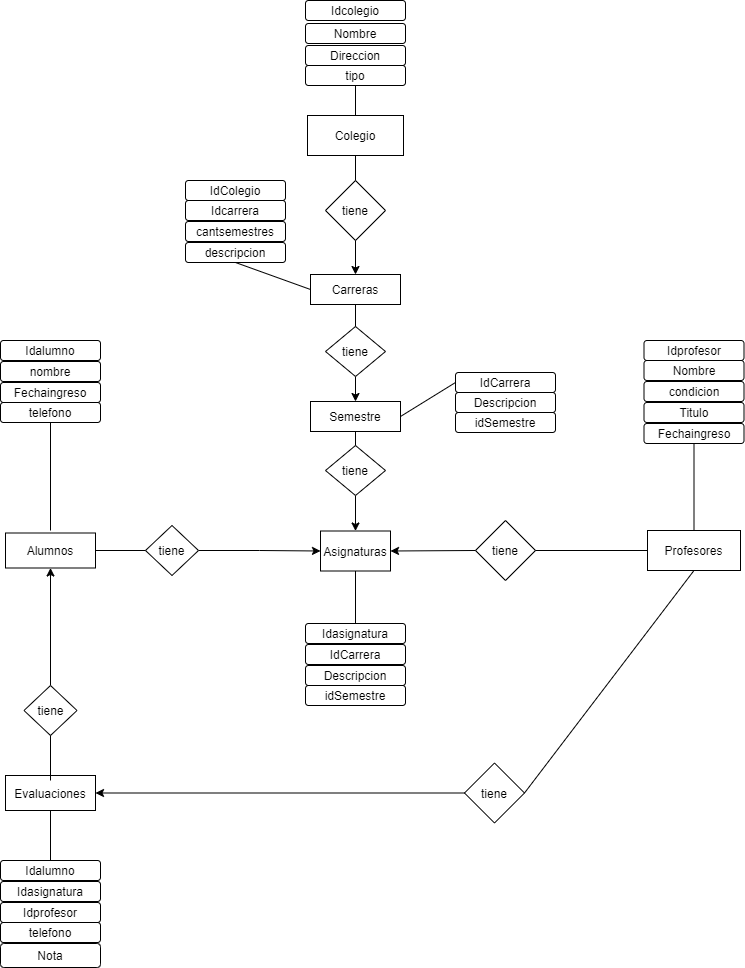 Idcolegio
Nombre
Direccion
tipo
Colegio
tiene
IdColegio
Idcarrera
cantsemestres
descripcion
Carreras
tiene
Semestre
IdCarrera
Descripcion
idSemestre
tiene
Idalumno
nombre
Fechaingreso
telefono
Alumnos
tiene
Asignaturas
tiene
Profesores
Idprofesor
Nombre
condicion
Titulo
Fechaingreso
Idasignatura
IdCarrera
Descripcion
idSemestre
tiene
Evaluaciones
tiene
Idalumno
Idasignatura
Idprofesor
telefono
Nota